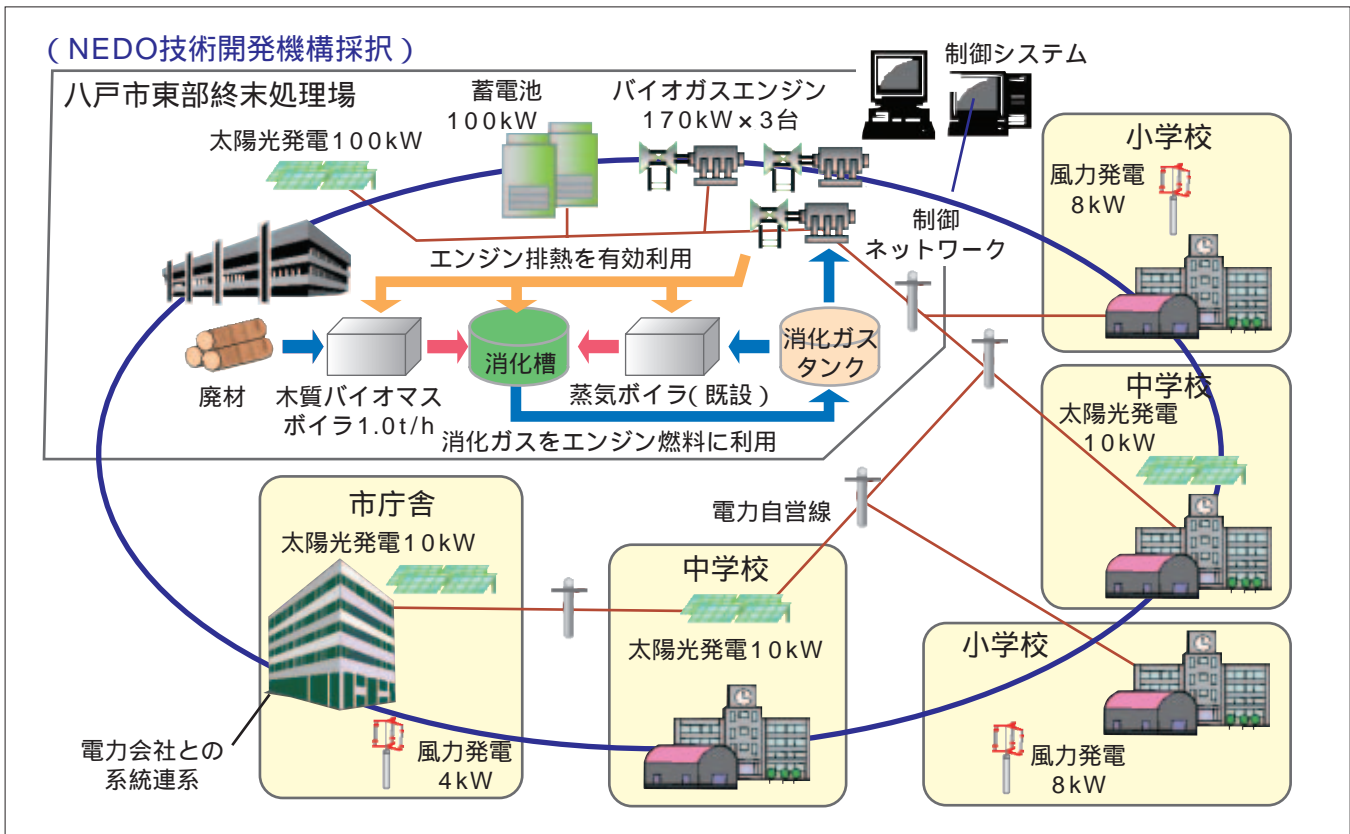 (NEDO技術開発機構採択)
八戸市東部終末処理場
太陽光発電100kW
蓄電池
100kW
バイオガスエンジン
170kW×3台
制御システム
制御
ネットワーク
エンジン排熱を有効利用
廃材
木質バイオマス
ボイラ1.0t/h
消化槽
蒸気ボイラ(既設)
消化ガス
タンク
消化ガスをエンジン燃料に利用
小学校
風力発電
8kW
中学校
太陽光発電
10kW
電力自営線
市庁舎
太陽光発電10kW
風力発電
4kW
電力会社との
系統連系
中学校
太陽光発電10kW
小学校
風力発電
8kW